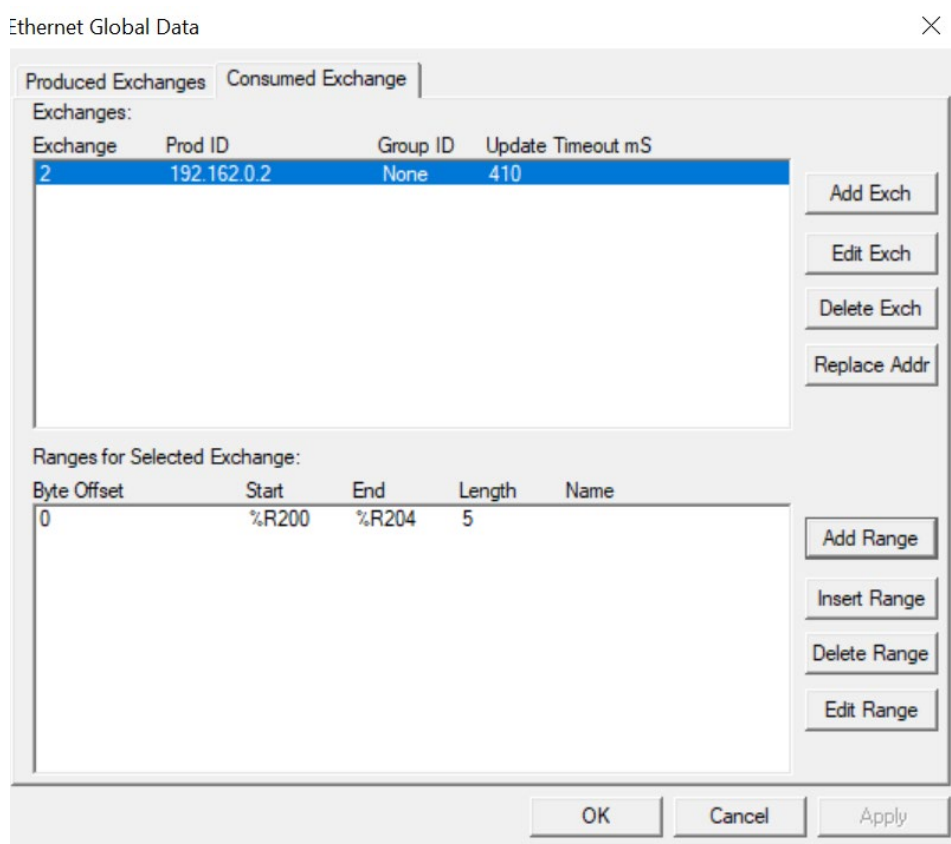 Ethernet Global Data
Produced Exchanges Consumed Exchange
Exchanges:
Exchange Prod ID Group ID Update Timeout mS
2 192.162.0.2 None 410
Add Exch
Edit Exch
Delete Exch
Replace Addr
Ranges for Selected Exchange:
Byte Offset Start End Length Name
0 %R200 %R204 5
Add Range
Insert Range
Delete Range
Edit Range
OK Cancel Apply